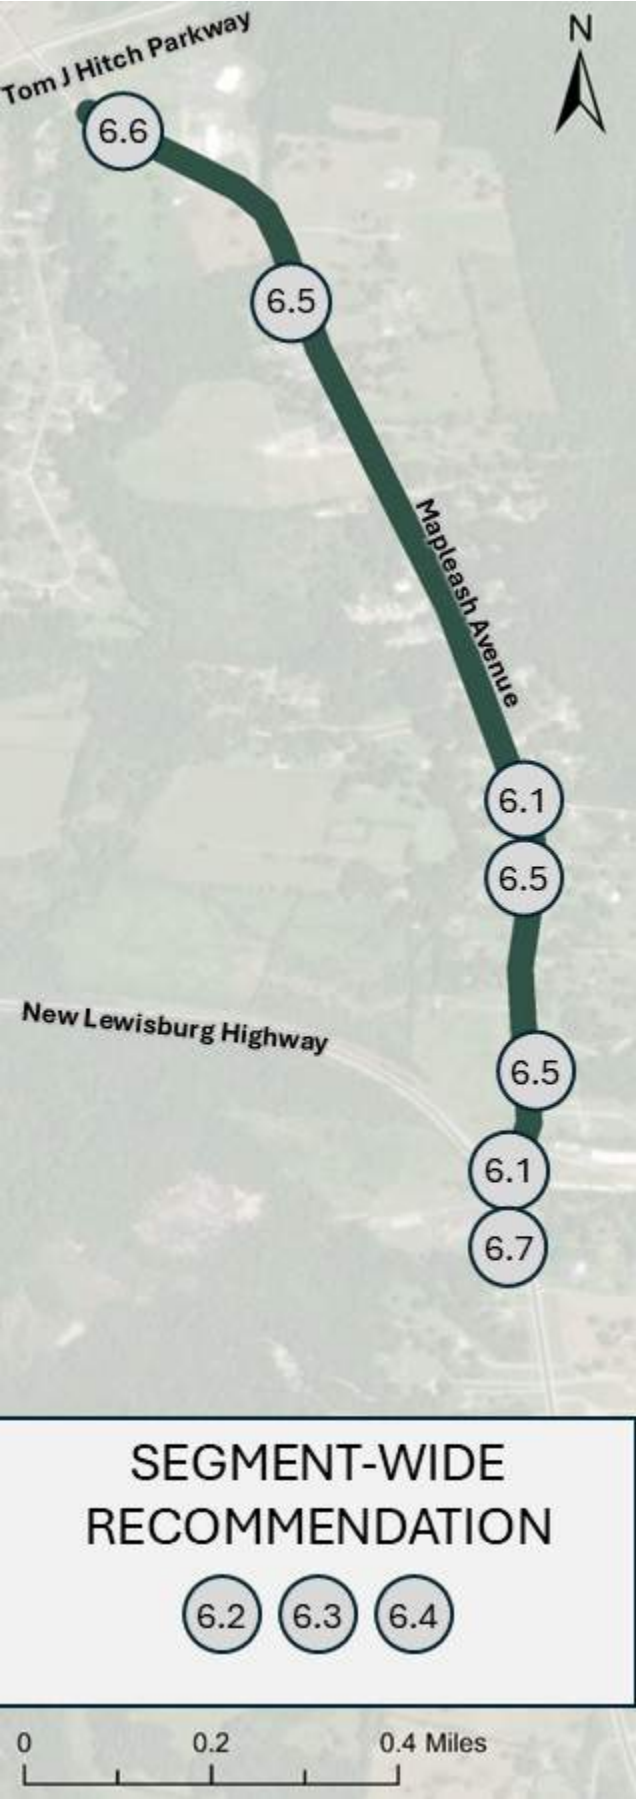 N
Tom J Hitch Parkway
6.6
6.5
Mapleash Avenue
6.1
6.5
New Lewisburg Highway
6.5
6.1
6.7
SEGMENT-WIDE
RECOMMENDATION
6.2 6.3 6.4
0 0.2 0.4 Miles